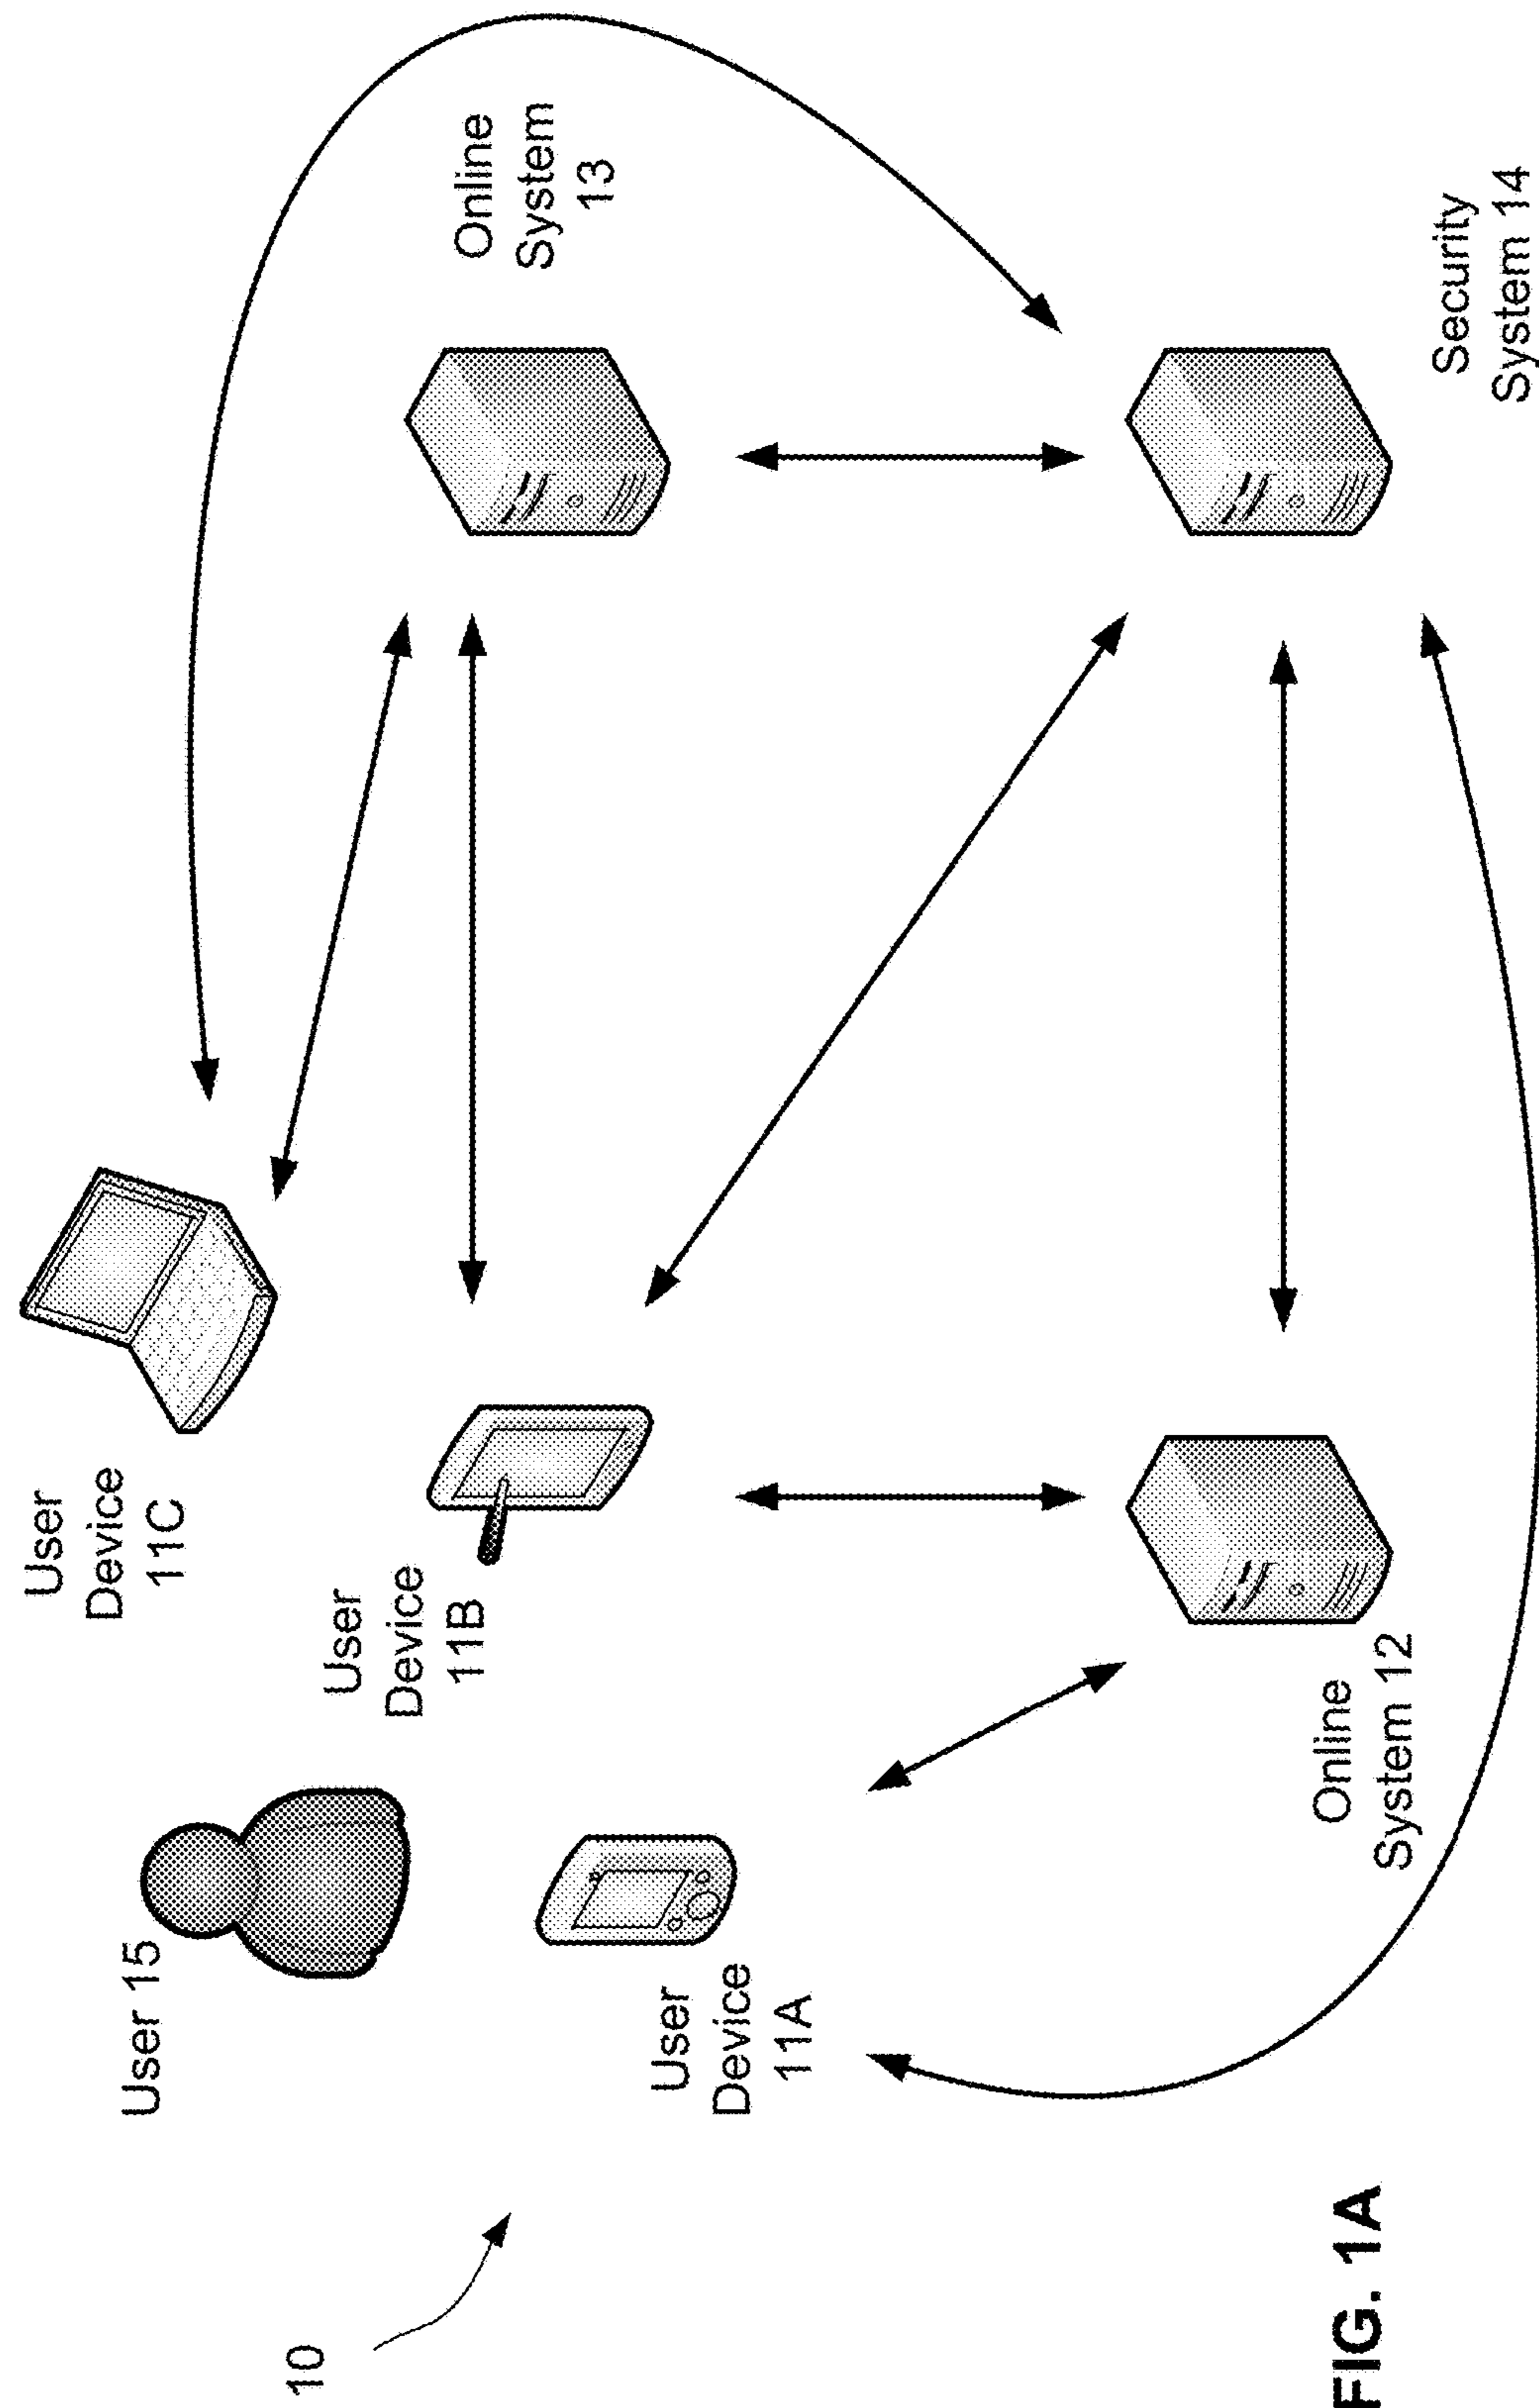 10
User 15
User
Device
11C
User
Device
11B
User
Device
11A
Online
System
13
Online
System 12
Security
System 14
FIG. 1A